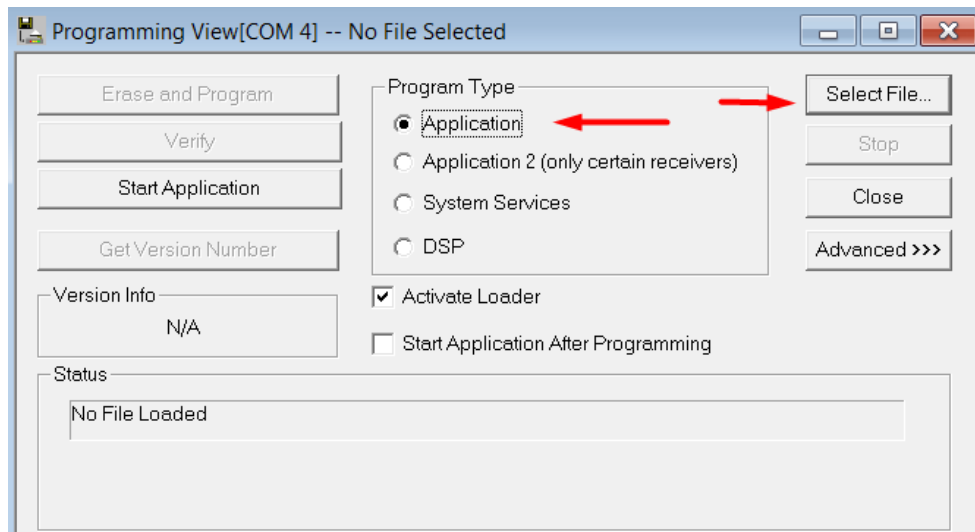 Programming View[COM 4] -- No File Selected
Erase and Program
Verify
Start Application
Get Version Number
Version Info
N/A
Program Type
Application
Application 2 (only certain receivers)
System Services
DSP
Activate Loader
Start Application After Programming
Select File...
Stop
Close
Advanced >>>
Status
No File Loaded